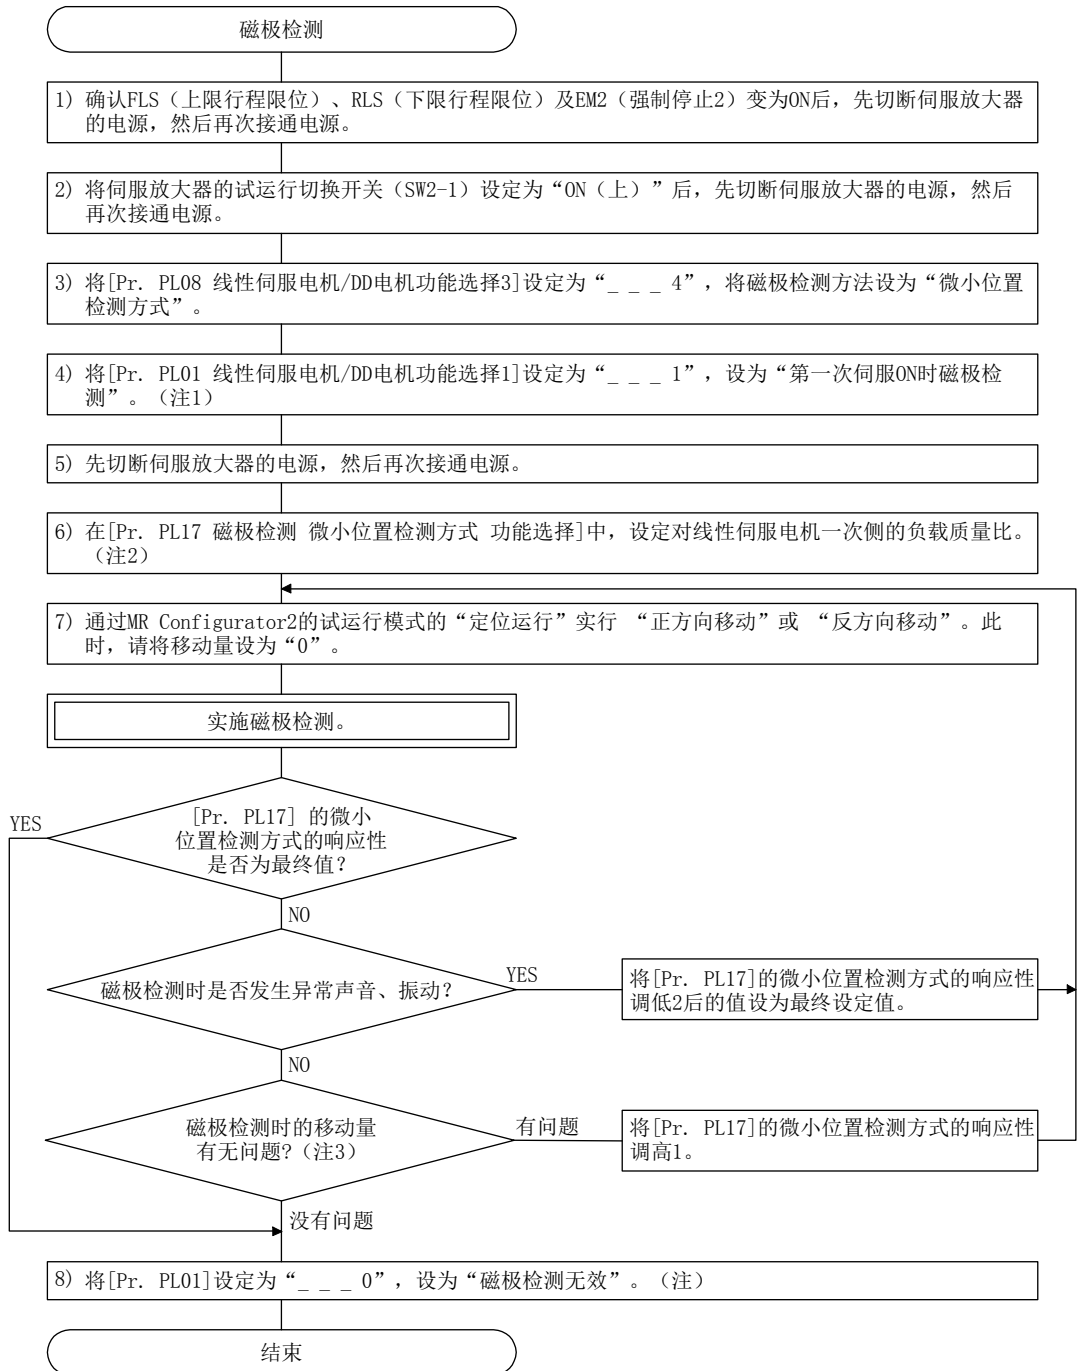 磁极检测
1) 确认FLS（上限行程限位）、RLS（下限行程限位）及EM2（强制停止2）变为ON后，先切断伺服放大器
的电源，然后再次接通电源。
2) 将伺服放大器的试运行切换开关（SW2-1）设定为“ON（上）”后，先切断伺服放大器的电源，然后
再次接通电源。
3) 将[Pr. PL08 线性伺服电机/DD电机功能选择3]设定为“_ _ _ 4”，将磁极检测方法设为“微小位置
检测方式”。
4) 将[Pr. PL01 线性伺服电机/DD电机功能选择1]设定为“_ _ _ 1”，设为“第一次伺服ON时磁极检
测”。（注1）
5) 先切断伺服放大器的电源，然后再次接通电源。
6) 在[Pr. PL17 磁极检测 微小位置检测方式 功能选择]中，设定对线性伺服电机一次侧的负载质量比。
（注2）
7) 通过MR Configurator2的试运行模式的“定位运行”实行 “正方向移动”或 “反方向移动”。此
时，请将移动量设为“0”。
实施磁极检测。
[Pr. PL17] 的微小
位置检测方式的响应性
是否为最终值？
YES
NO
磁极检测时是否发生异常声音、振动？
YES
将[Pr. PL17]的微小位置检测方式的响应性
调低2后的值设为最终设定值。
NO
磁极检测时的移动量
有无问题?（注3）
有问题
将[Pr. PL17]的微小位置检测方式的响应性
调高1。
没有问题
8) 将[Pr. PL01]设定为“_ _ _ 0”，设为“磁极检测无效”。（注）
结束